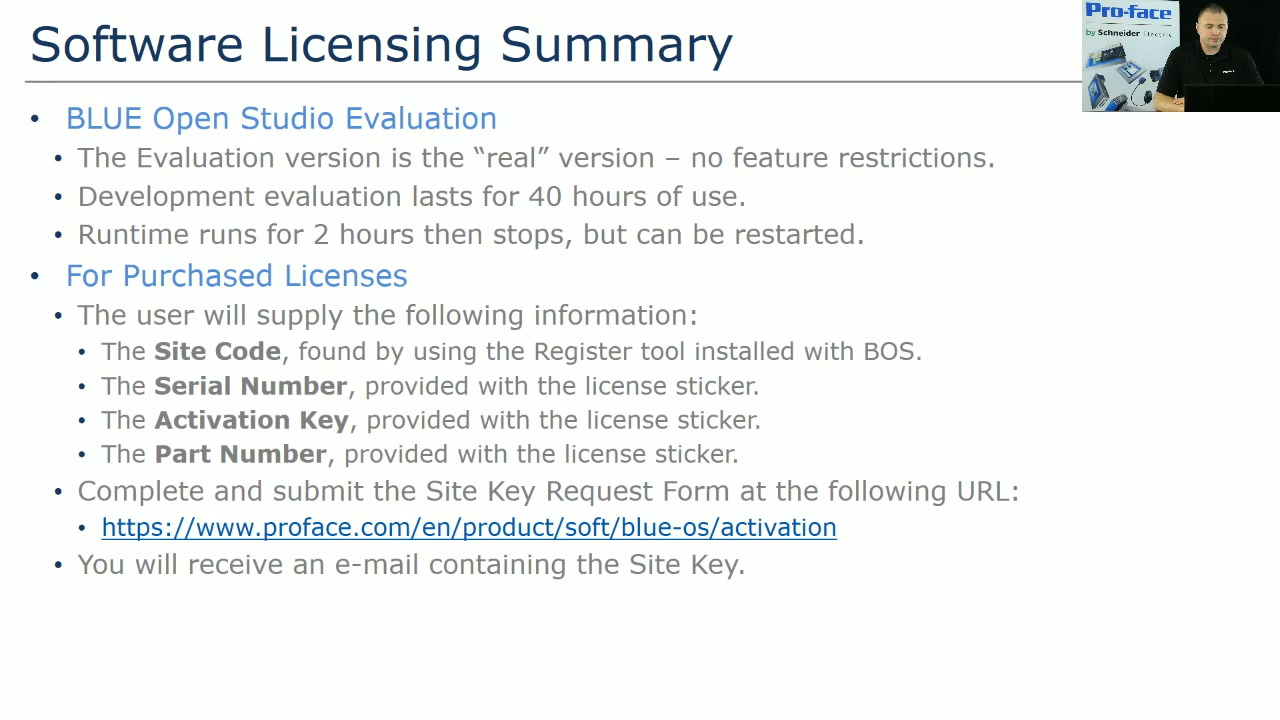 Software Licensing Summary
Pro-face
by Schneider Electric
• BLUE Open Studio Evaluation
• The Evaluation version is the “real” version – no feature restrictions.
• Development evaluation lasts for 40 hours of use.
• Runtime runs for 2 hours then stops, but can be restarted.
• For Purchased Licenses
• The user will supply the following information:
• The Site Code, found by using the Register tool installed with BOS.
• The Serial Number, provided with the license sticker.
• The Activation Key, provided with the license sticker.
• The Part Number, provided with the license sticker.
• Complete and submit the Site Key Request Form at the following URL:
• https://www.proface.com/en/product/soft/blue-os/activation
• You will receive an e-mail containing the Site Key.